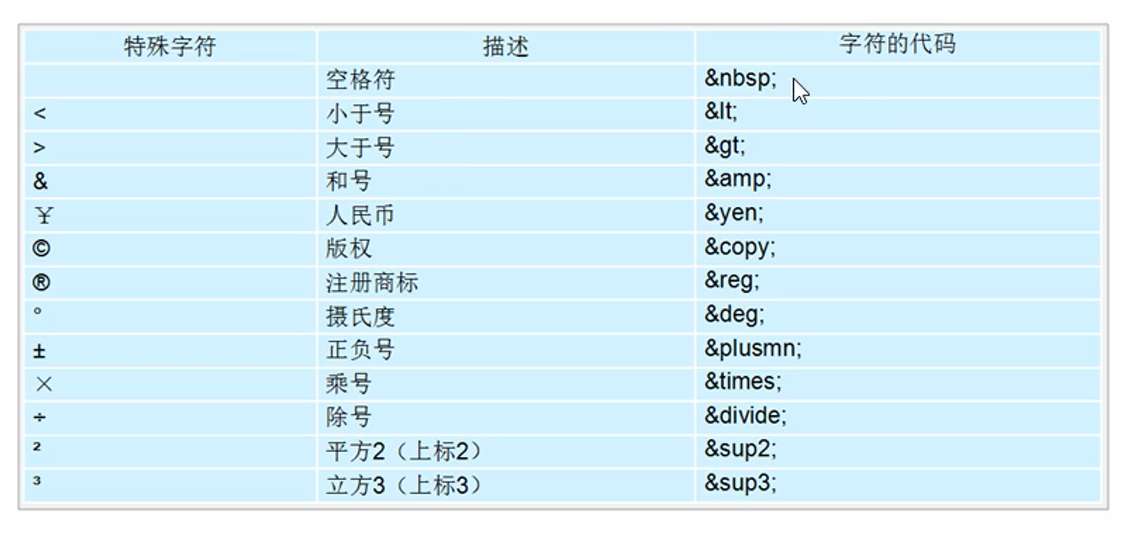 特殊字符 描述 字符的代码
空格符 &nbsp;
< 小于号 &lt;
> 大于号 &gt;
& 和号 &amp;
¥ 人民币 &yen;
© 版权 &copy;
® 注册商标 &reg;
° 摄氏度 &deg;
± 正负号 &plusmn;
× 乘号 &times;
÷ 除号 &divide;
² 平方2（上标2） &sup2;
³ 立方3（上标3） &sup3;